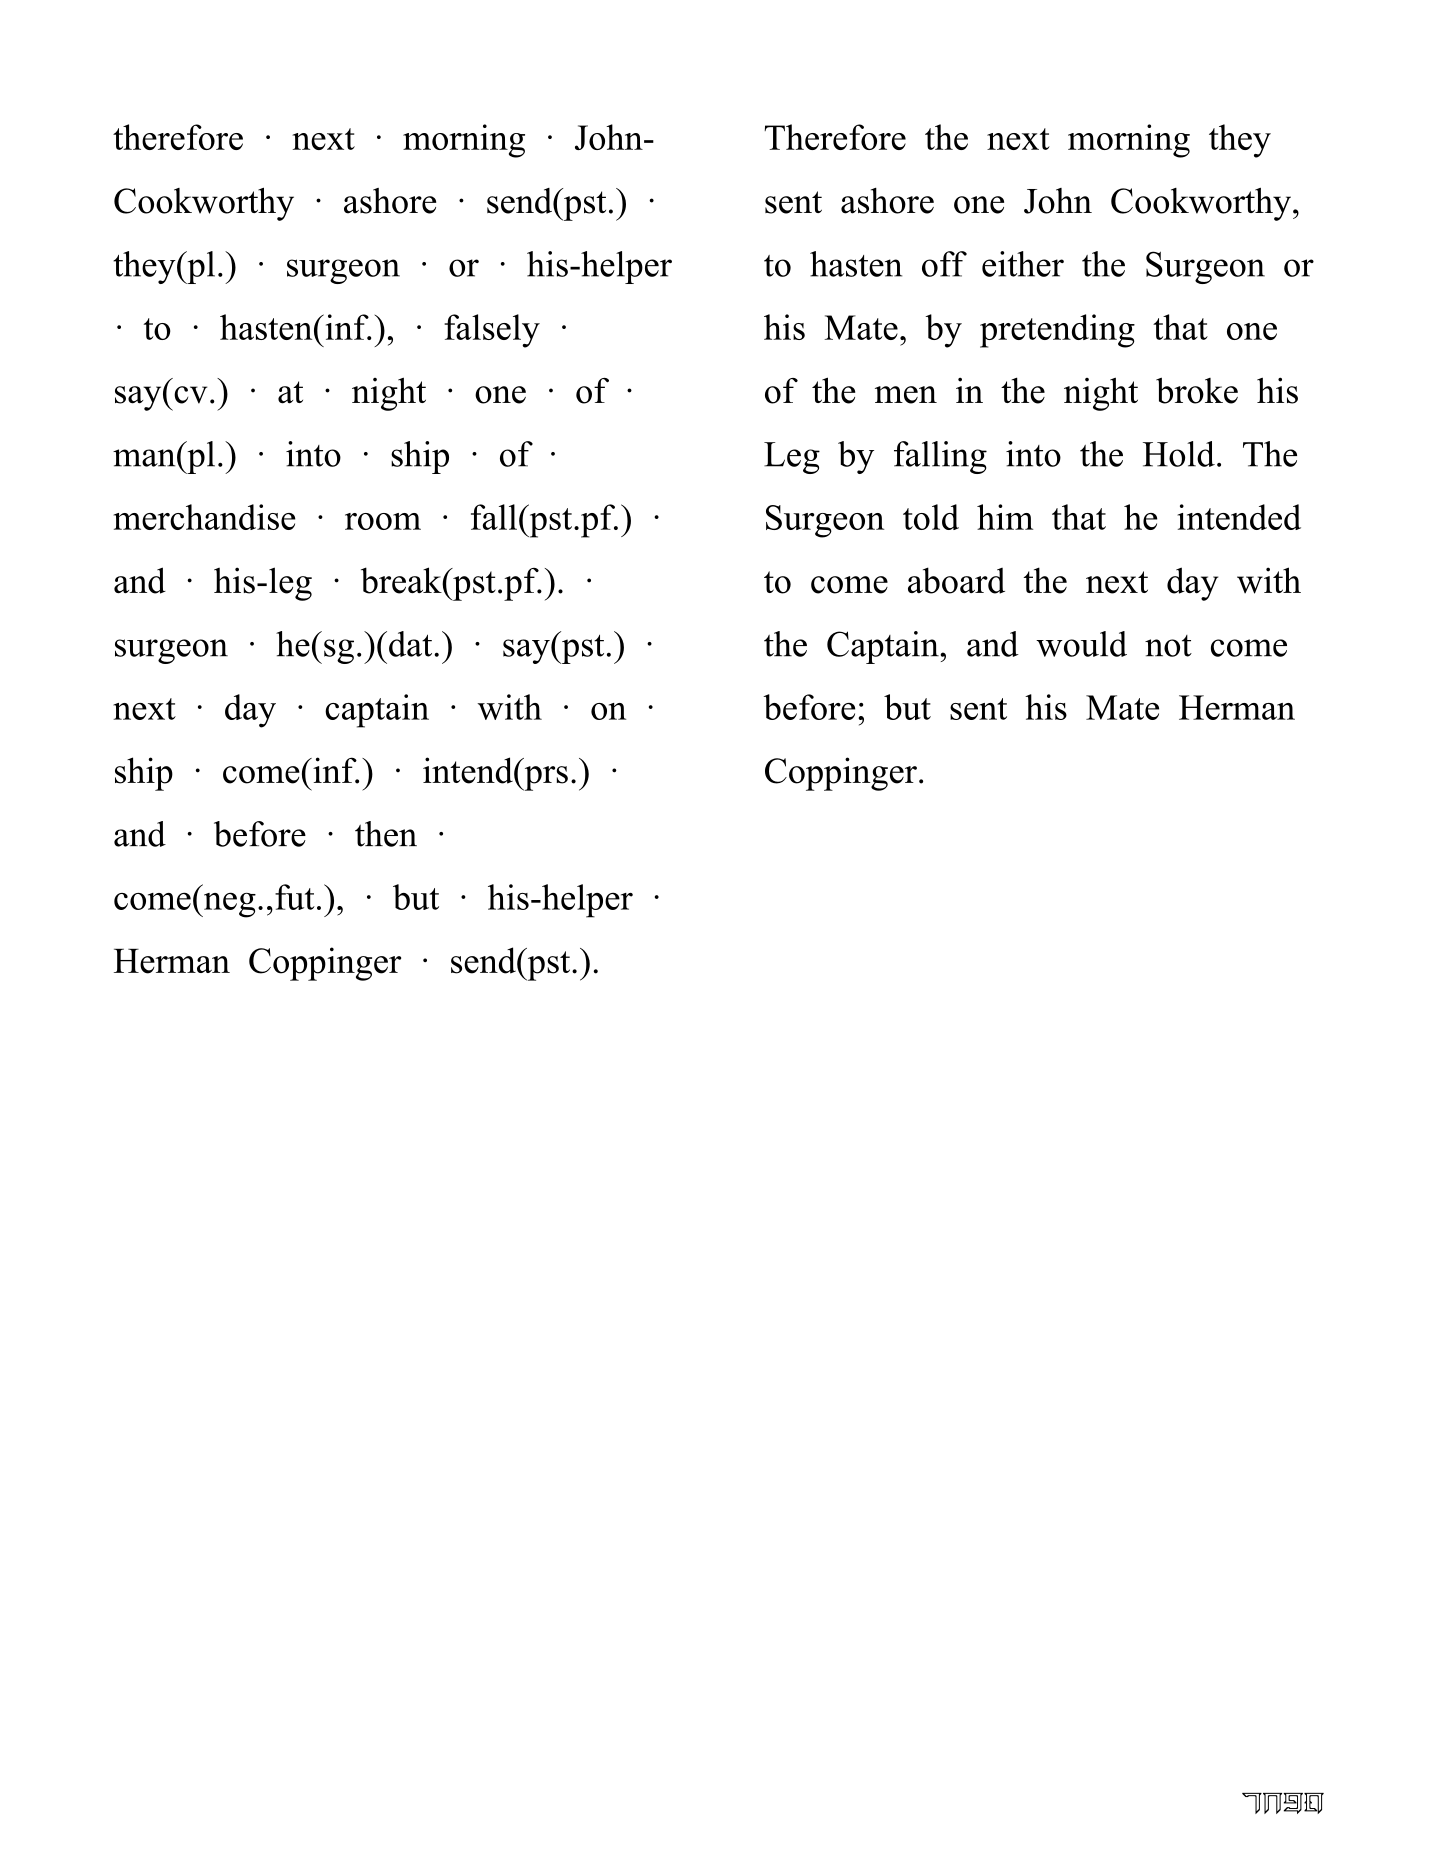 therefore · next · morning · John-
Cookworthy · ashore · send(pst.) ·
they(pl.) · surgeon · or · his-helper
· to · hasten(inf.), · falsely ·
say(cv.) · at · night · one · of ·
man(pl.) · into · ship · of ·
merchandise · room · fall(pst.pf.) ·
and · his-leg · break(pst.pf.). ·
surgeon · he(sg.)(dat.) · say(pst.) ·
next · day · captain · with · on ·
ship · come(inf.) · intend(prs.) ·
and · before · then ·
come(neg.,fut.), · but · his-helper ·
Herman Coppinger · send(pst.).
Therefore the next morning they
sent ashore one John Cookworthy,
to hasten off either the Surgeon or
his Mate, by pretending that one
of the men in the night broke his
Leg by falling into the Hold. The
Surgeon told him that he intended
to come aboard the next day with
the Captain, and would not come
before; but sent his Mate Herman
Coppinger.